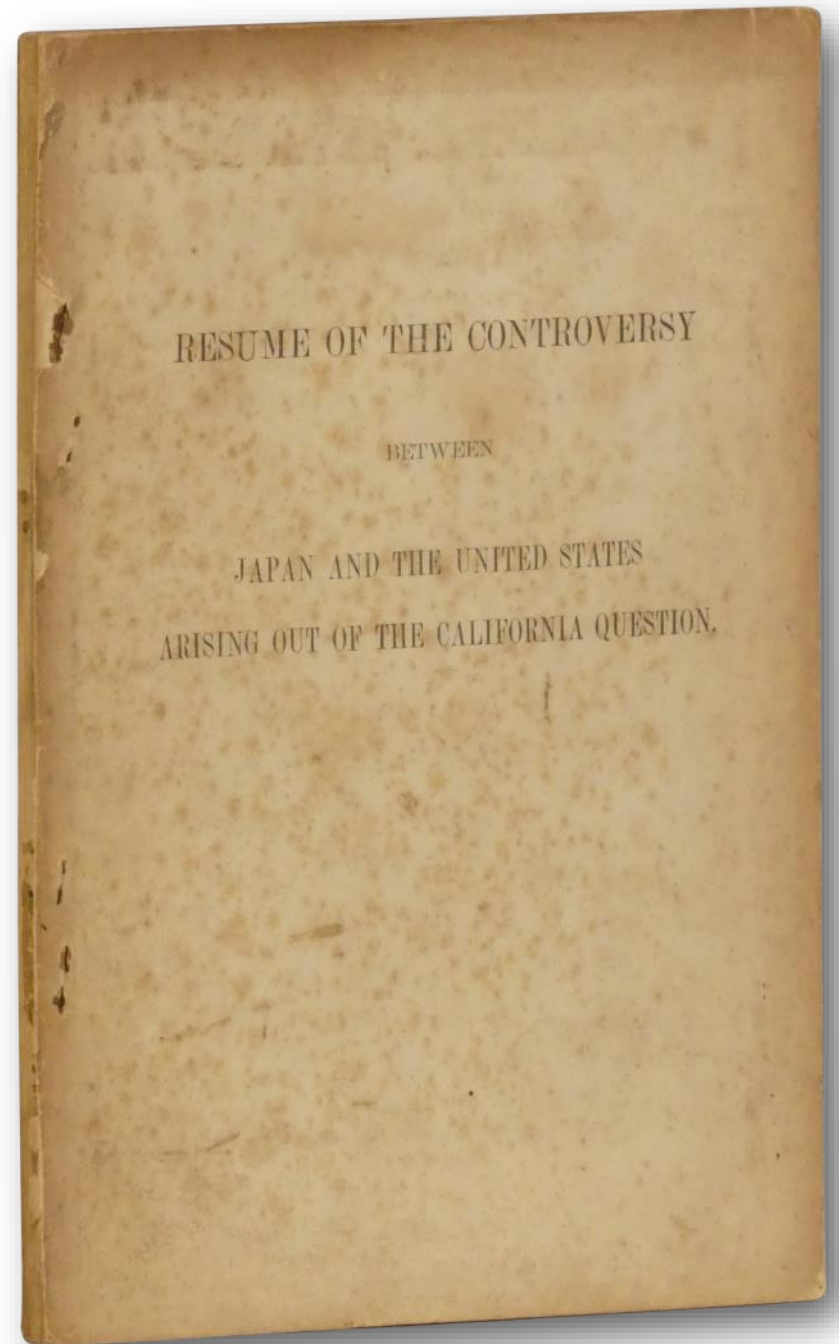 RESUME OF THE CONTROVERSY
BETWEEN
JAPAN AND THE UNITED STATES
ARISING OUT OF THE CALIFORNIA QUESTION.